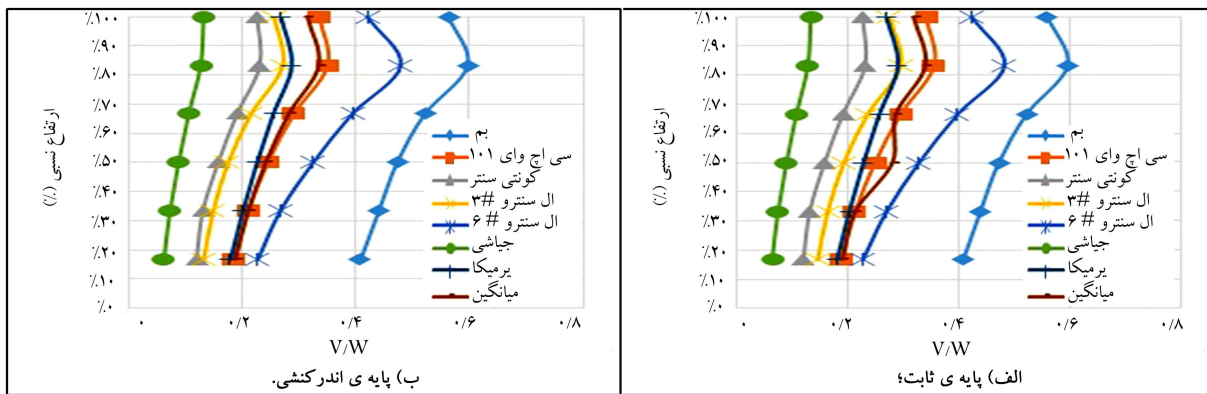 ٪۱۰۰
٪۹۰
٪۸۰
٪۷۰
٪۶۰
٪۵۰
٪۴۰
٪۳۰
٪۲۰
٪۱۰
٪۰
ارتفاع نسبی (٪)
بم
سی اچ وای ۱۰۱
کونتی سنتر
ال سنترو #۳
ال سنترو # ۶
جیاشی
یرمیکا
میانگین
۰ ۰/۲ ۰/۴ ۰/۶ ۰/۸
V/W
الف) پایه ی ثابت؛
٪۱۰۰
٪۹۰
٪۸۰
٪۷۰
٪۶۰
٪۵۰
٪۴۰
٪۳۰
٪۲۰
٪۱۰
٪۰
ارتفاع نسبی (٪)
بم
سی اچ وای ۱۰۱
کونتی سنتر
ال سنترو #۳
ال سنترو # ۶
جیاشی
یرمیکا
میانگین
۰ ۰/۲ ۰/۴ ۰/۶ ۰/۸
V/W
ب) پایه ی اندرکنشی.